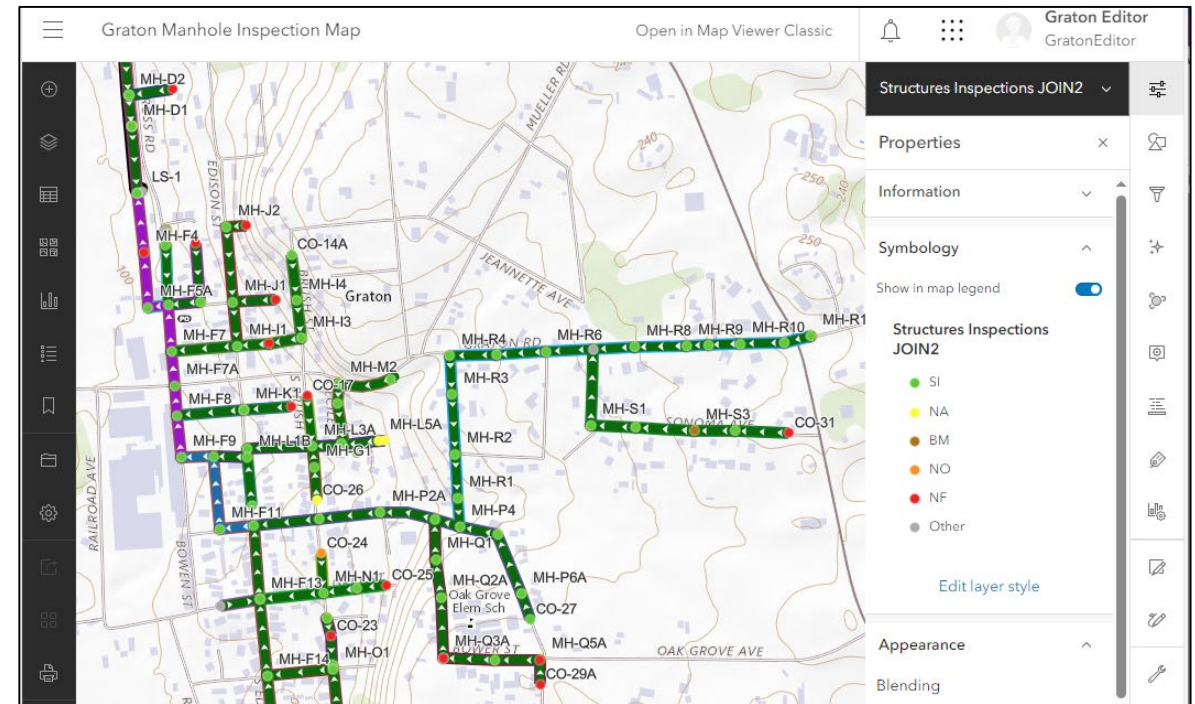 Graton Manhole Inspection Map
Open in Map Viewer Classic
Graton Editor
GratonEditor
Structures Inspections JOIN2
Properties
Information
Symbology
Show in map legend
Structures Inspections
JOIN2
SI
NA
BM
NO
NF
Other
Edit layer style
Appearance
Blending
MH-D2
MH-D1
MUELLER RD
240
LS-1
EDISON ST
250
240
MH-J2
MH-F4
CO-14A
250
100
JEANNETTE AVE
MH-F5A
MH-J1
MH-I4
Graton
PO
MH-I3
MH-F7
MH-I1
MH-R4
MH-R6
MH-R8
MH-R9
MH-R10
MH-R1
MH-F7A
MH-M2
MH-R3
CO-17
MH-F8
MH-K1
MH-S1
SONOMA AVE
MH-S3
CO-31
MH-L3A
MH-L5A
MH-F9
MH-L1B
MH-G1
MH-R2
RAILROAD AVE
CO-26
MH-P2A
MH-R1
MH-F11
MH-P4
BOWEN ST
CO-24
MH-Q1
MH-F13
MH-N1
CO-25
MH-Q2A
MH-P6A
Oak Grove
Elem Sch
CO-27
CO-23
MH-Q3A
MH-Q5A
BOWER ST
OAK GROVE AVE
MH-F14
MH-O1
CO-29A